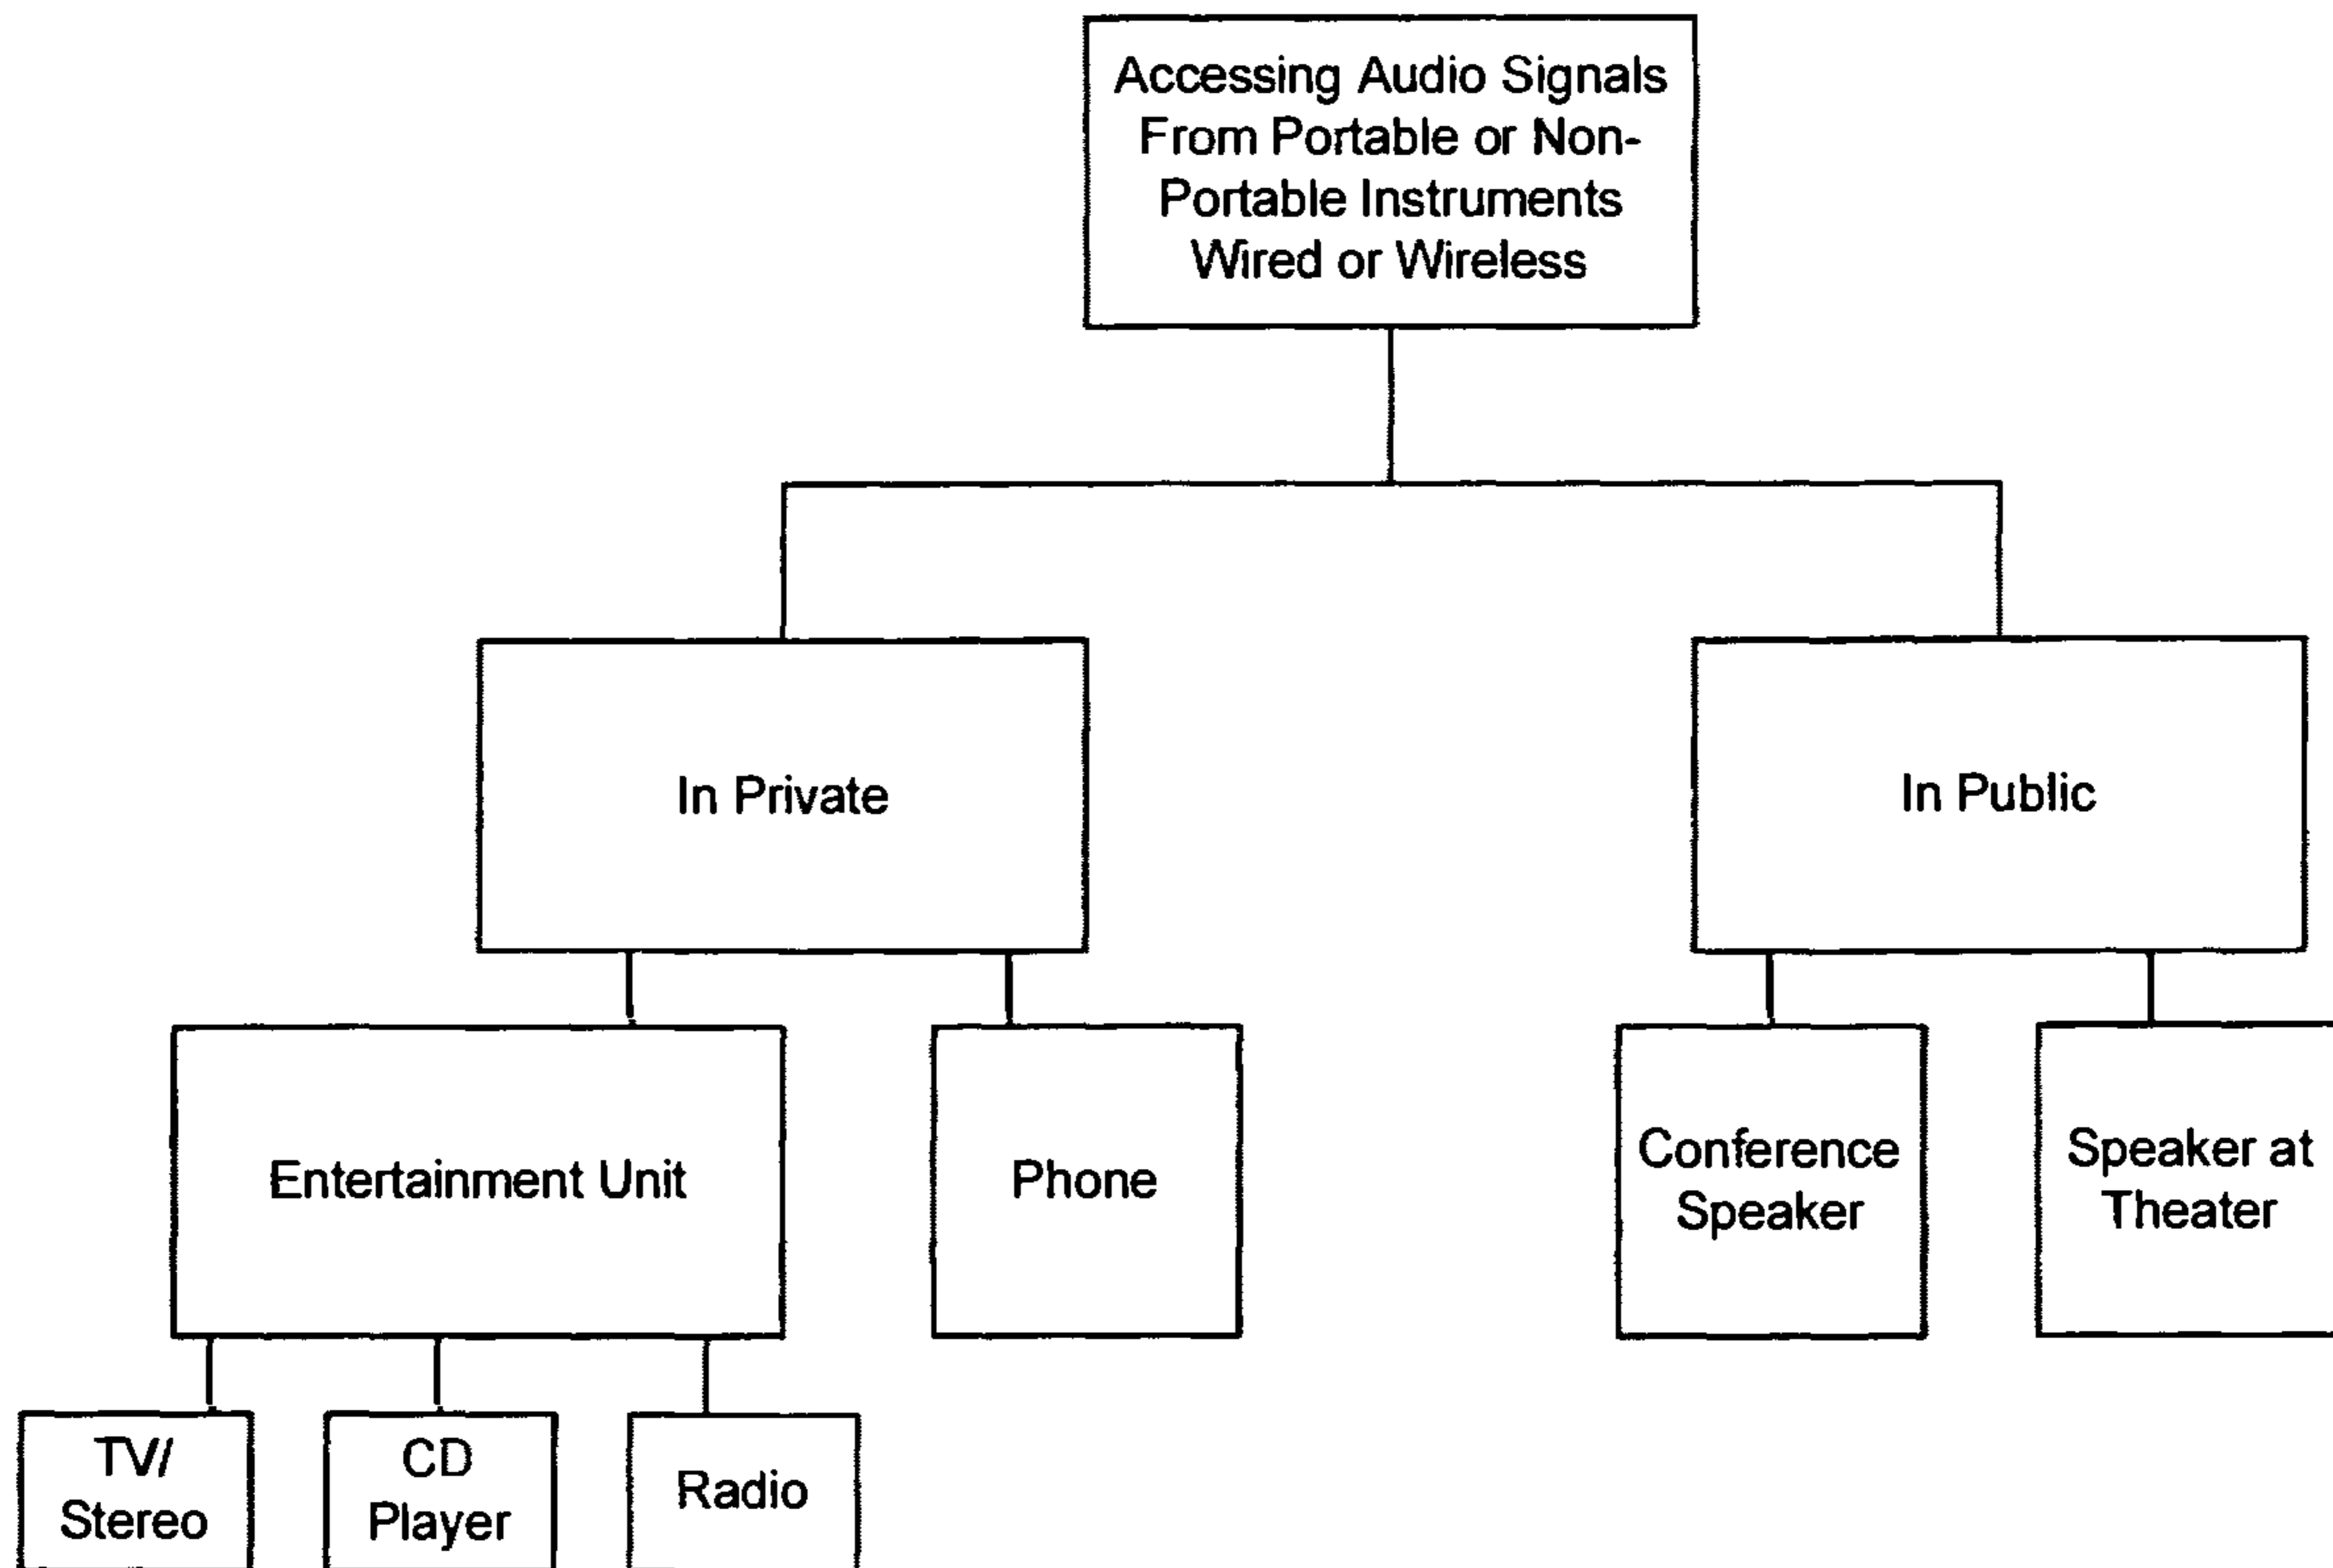 Accessing Audio Signals
From Portable or Non-
Portable Instruments
Wired or Wireless
In Private
In Public
Entertainment Unit
Phone
Conference
Speaker
Speaker at
Theater
TV/
Stereo
CD
Player
Radio